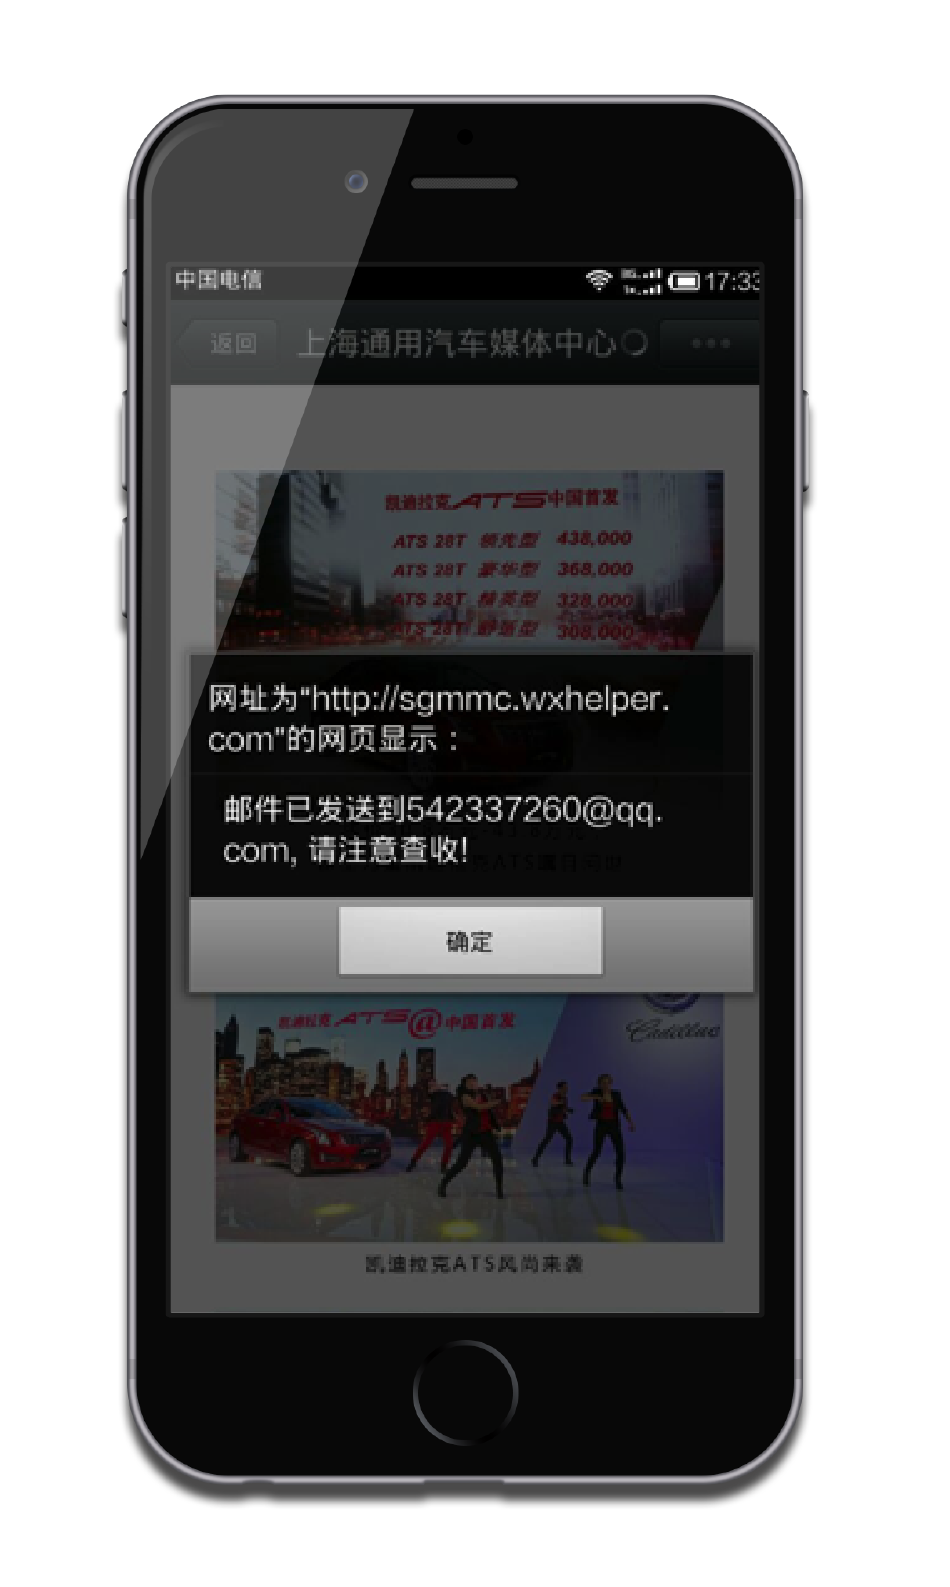 中国电信
17:33
返回
上海通用汽车媒体中心
凯迪拉克ATS中国首发
ATS 28T 领先型 438,000
ATS 28T 豪华型 368,000
ATS 28T 精英型 328,000
ATS 28T 舒适型 308,000
网址为"http://sgmmc.wxhelper.
com"的网页显示：
邮件已发送到542337260@qq.
com, 请注意查收!
确定
凯迪拉克ATS@中国首发
Cadillac
凯迪拉克ATS风尚来袭